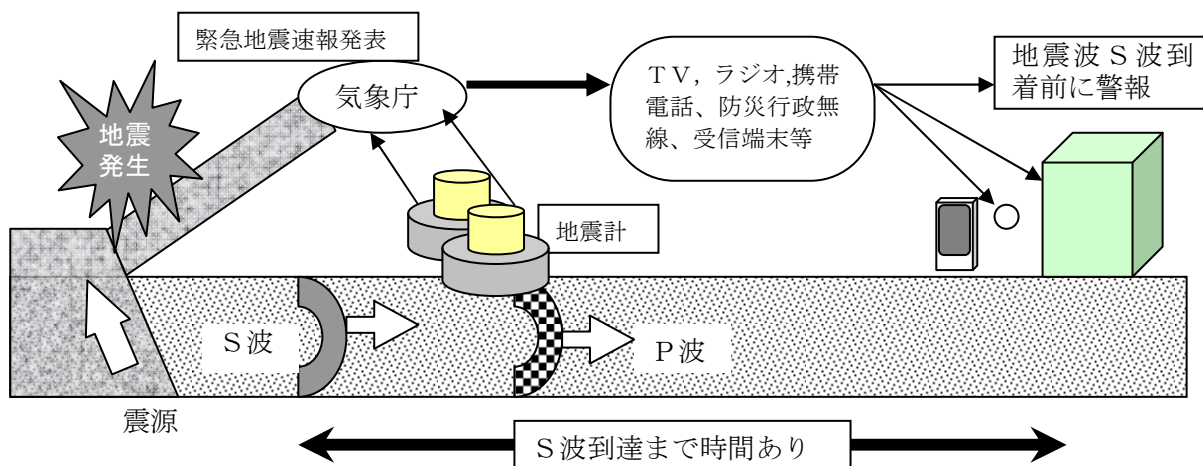 緊急地震速報発表
気象庁
地震
発生
ＴＶ，ラジオ,携帯
電話、防災行政無
線、受信端末等
地震波Ｓ波到
着前に警報
地震計
Ｓ波
Ｐ波
震源
Ｓ波到達まで時間あり